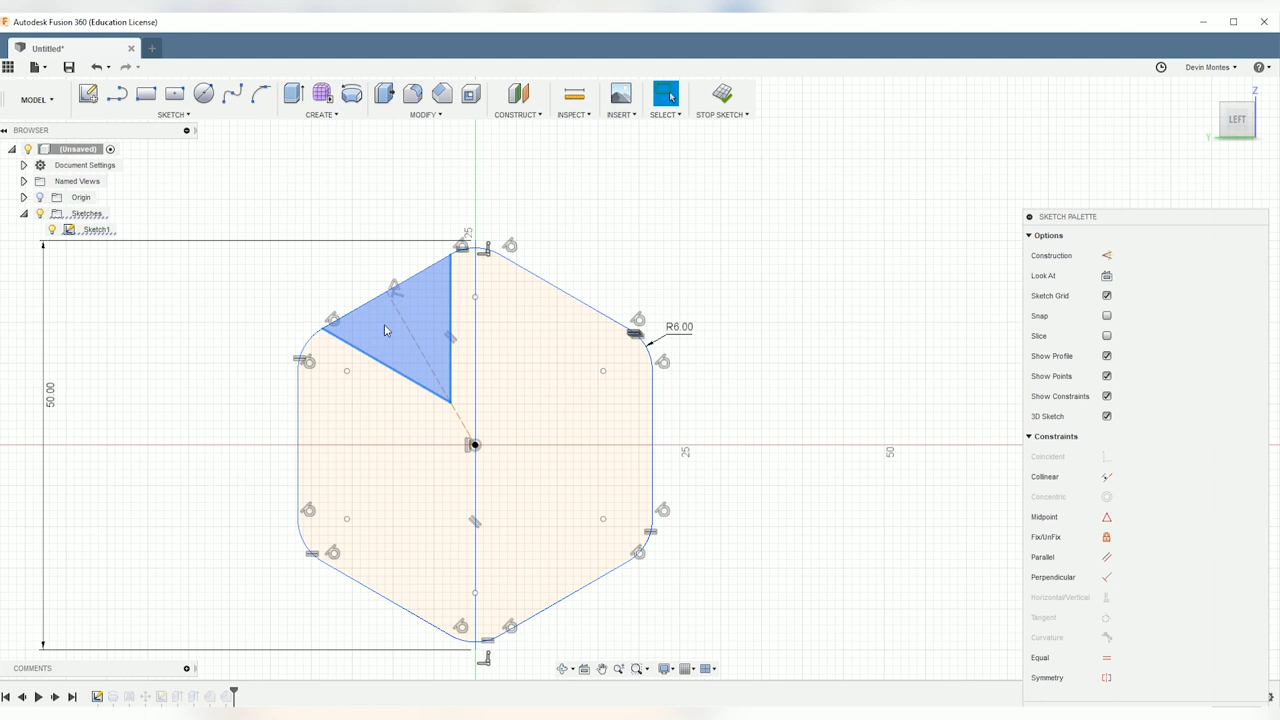 Autodesk Fusion 360 (Education License)
Untitled*
Devin Montes
MODEL
SKETCH
CREATE
MODIFY
CONSTRUCT
INSPECT
INSERT
SELECT
STOP SKETCH
LEFT
Z
Y
BROWSER
(Unsaved)
Document Settings
Named Views
Origin
Sketches
Sketch1
25
R6.00
50.00
25
50
SKETCH PALETTE
Options
Construction
Look At
Sketch Grid
Snap
Slice
Show Profile
Show Points
Show Constraints
3D Sketch
Constraints
Coincident
Collinear
Concentric
Midpoint
Fix/UnFix
Parallel
Perpendicular
Horizontal/Vertical
Tangent
Curvature
Equal
Symmetry
COMMENTS